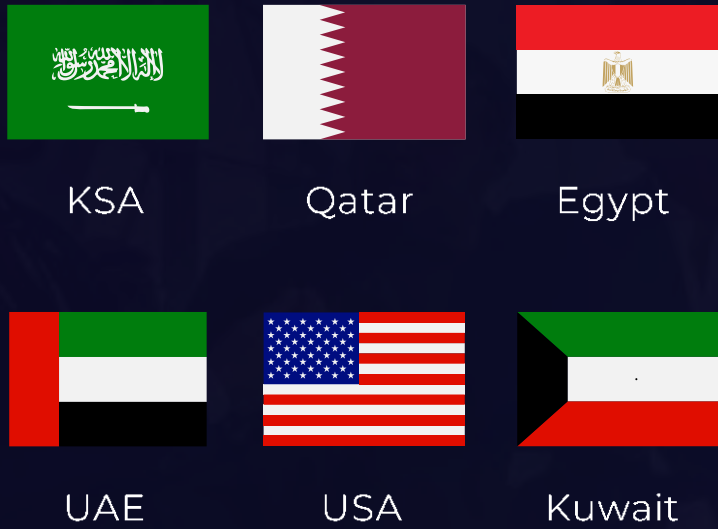 لا إله إلا الله محمد رسول الله
KSA
Qatar
Egypt
UAE
USA
Kuwait